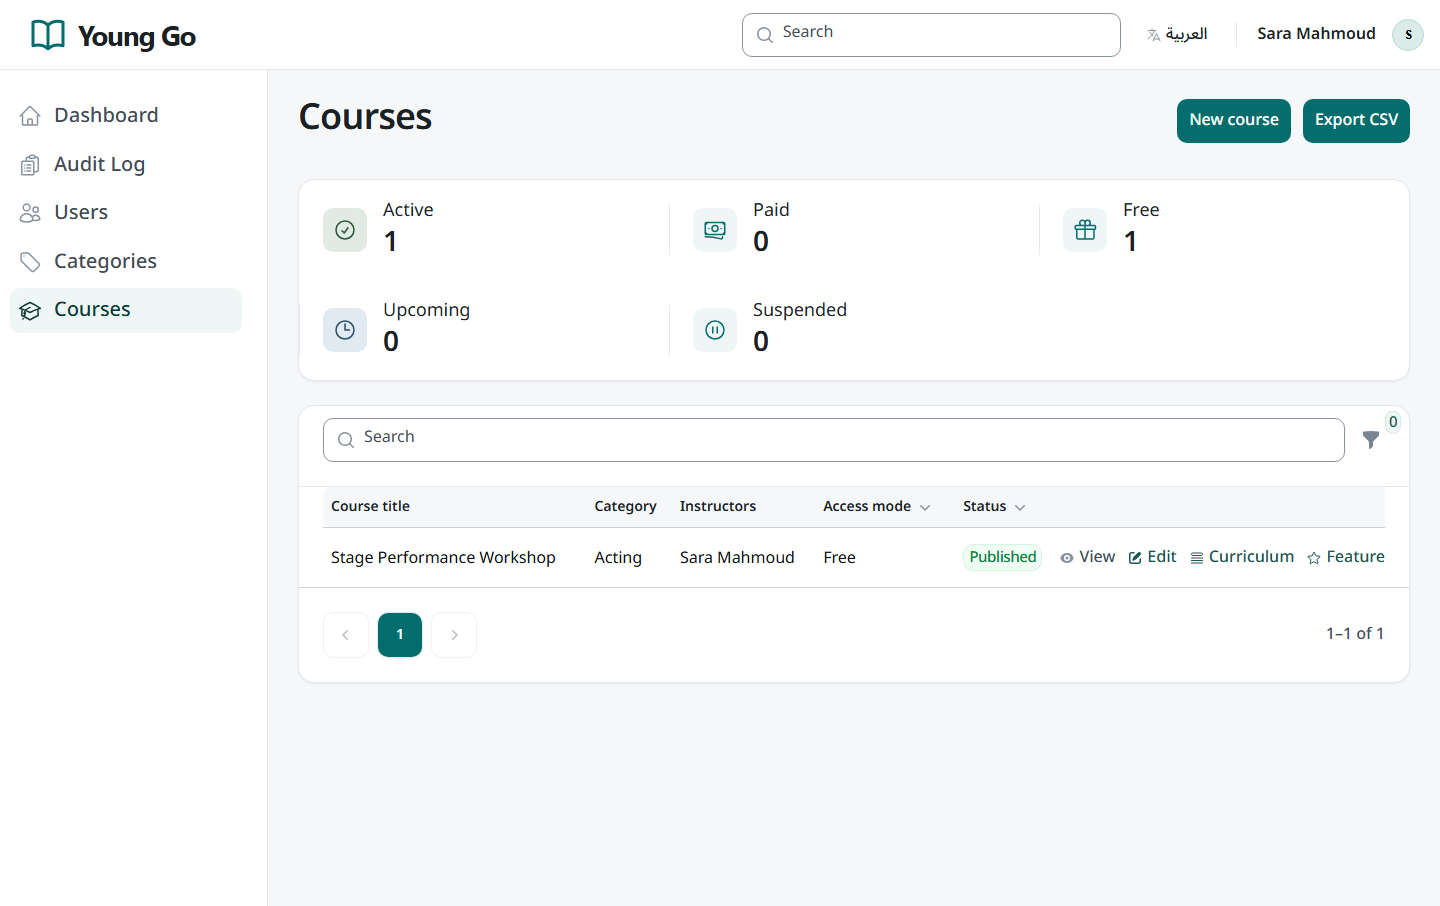 Young Go
Search
العربية
Sara Mahmoud
S
Dashboard
Audit Log
Users
Categories
Courses
Courses
New course
Export CSV
Active
1
Paid
0
Free
1
Upcoming
0
Suspended
0
Search
0
Course title Category Instructors Access mode Status
Stage Performance Workshop Acting Sara Mahmoud Free Published View Edit Curriculum Feature
1
1–1 of 1